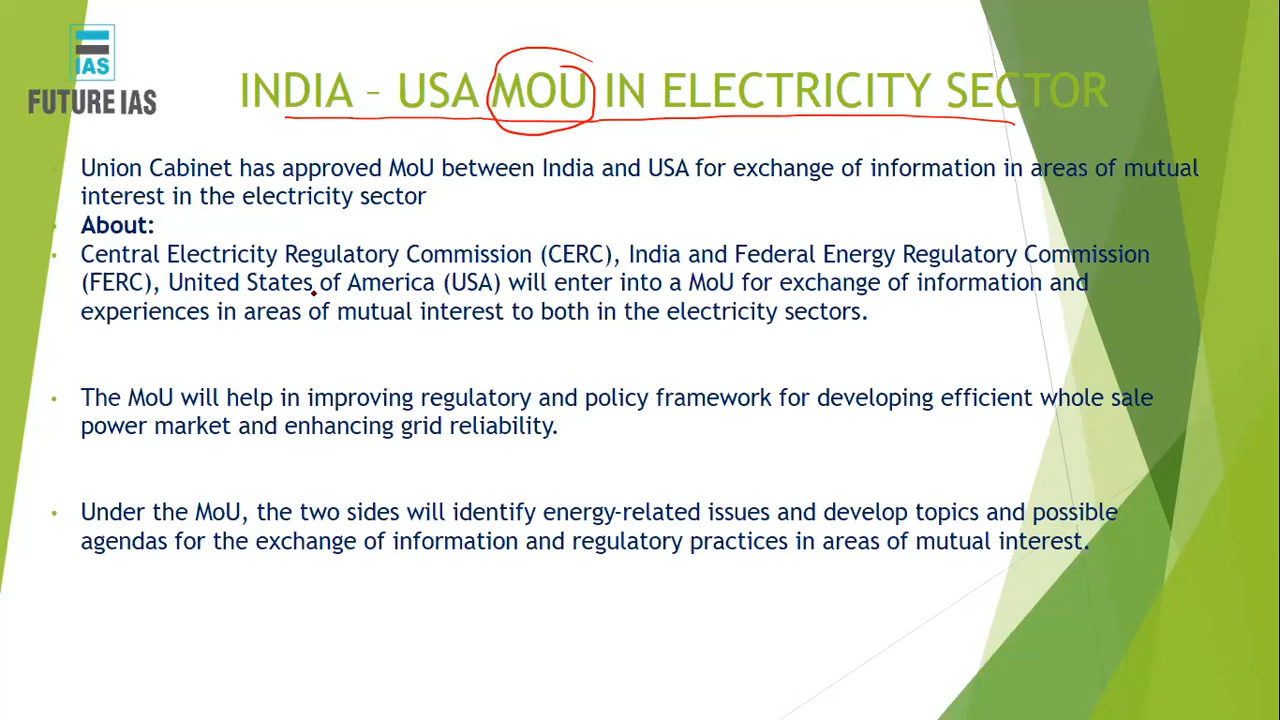 IAS
FUTURE IAS
INDIA – USA MOU IN ELECTRICITY SECTOR
Union Cabinet has approved MoU between India and USA for exchange of information in areas of mutual
interest in the electricity sector
• About:
• Central Electricity Regulatory Commission (CERC), India and Federal Energy Regulatory Commission
(FERC), United States of America (USA) will enter into a MoU for exchange of information and
experiences in areas of mutual interest to both in the electricity sectors.
• The MoU will help in improving regulatory and policy framework for developing efficient whole sale
power market and enhancing grid reliability.
• Under the MoU, the two sides will identify energy-related issues and develop topics and possible
agendas for the exchange of information and regulatory practices in areas of mutual interest.